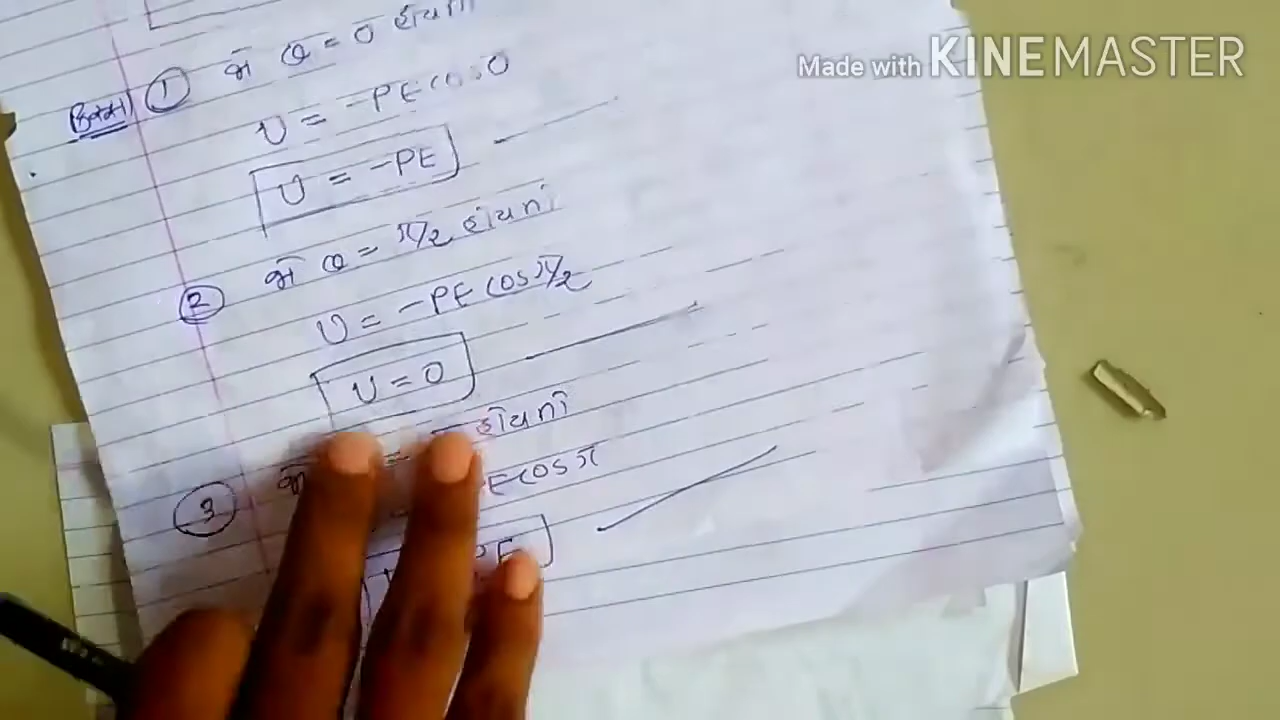 Made with KINEMASTER
① જો θ = 0 હોય તો
U = -PE cos 0
U = -PE
② જો θ = π/2 હોય તો
U = -PE cos π/2
U = 0
③ જો = હોય તો
E cos π
PE